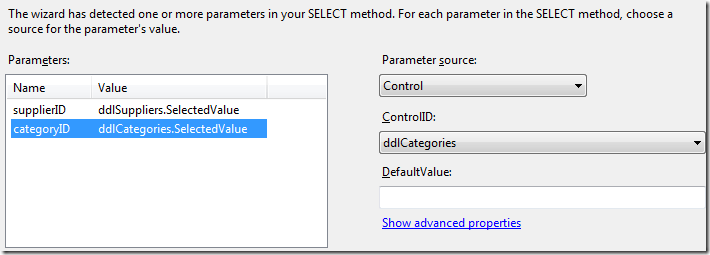 The wizard has detected one or more parameters in your SELECT method. For each parameter in the SELECT method, choose a
source for the parameter's value.
Parameters:
Name Value
supplierID ddlSuppliers.SelectedValue
categoryID ddlCategories.SelectedValue
Parameter source:
Control
ControlID:
ddlCategories
DefaultValue:
Show advanced properties